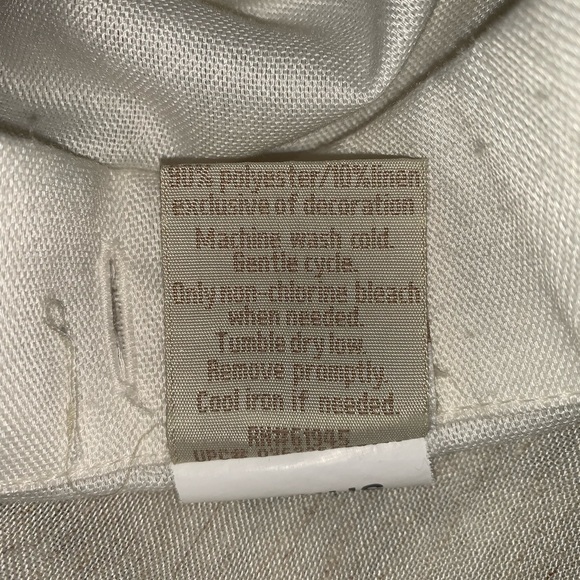 90% polyester/10% linen
exclusive of decoration
Machine wash cold.
Gentle cycle.
Only non-chlorine bleach
when needed.
Tumble dry low.
Remove promptly.
Cool iron if needed.
RN#61945
UPC#